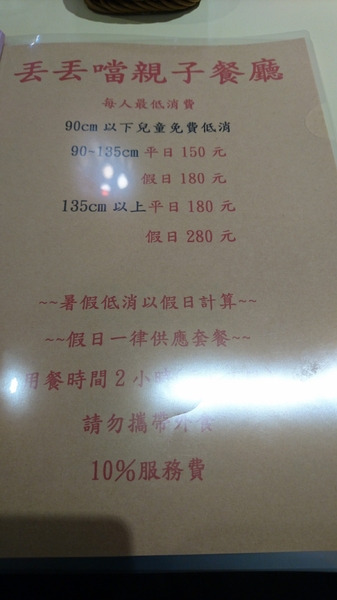 丟丟噹親子餐廳
每人最低消費
90cm 以下兒童免費低消
90~135cm 平日 150 元
假日 180 元
135cm 以上平日 180 元
假日 280 元
~~暑假低消以假日計算~~
~~假日一律供應套餐~~
用餐時間 2 小時
請勿攜帶外食
10%服務費